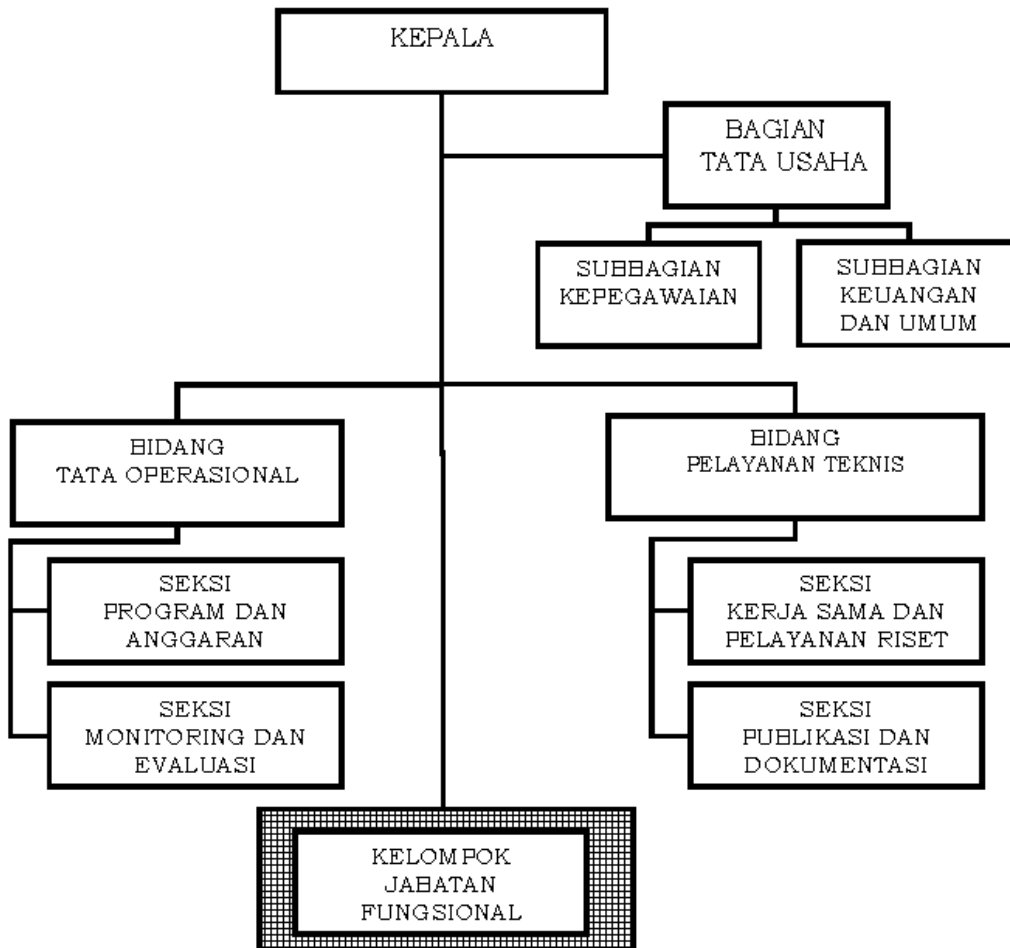 KEPALA
BAGIAN
TATA USAHA
SUBBAGIAN
KEPEGAWAIAN
SUBBAGIAN
KEUANGAN
DAN UMUM
BIDANG
TATA OPERASIONAL
BIDANG
PELAYANAN TEKNIS
SEKSI
PROGRAM DAN
ANGGARAN
SEKSI
KERJA SAMA DAN
PELAYANAN RISET
SEKSI
MONITORING DAN
EVALUASI
SEKSI
PUBLIKASI DAN
DOKUMENTASI
KELOMPOK
JABATAN
FUNGSIONAL